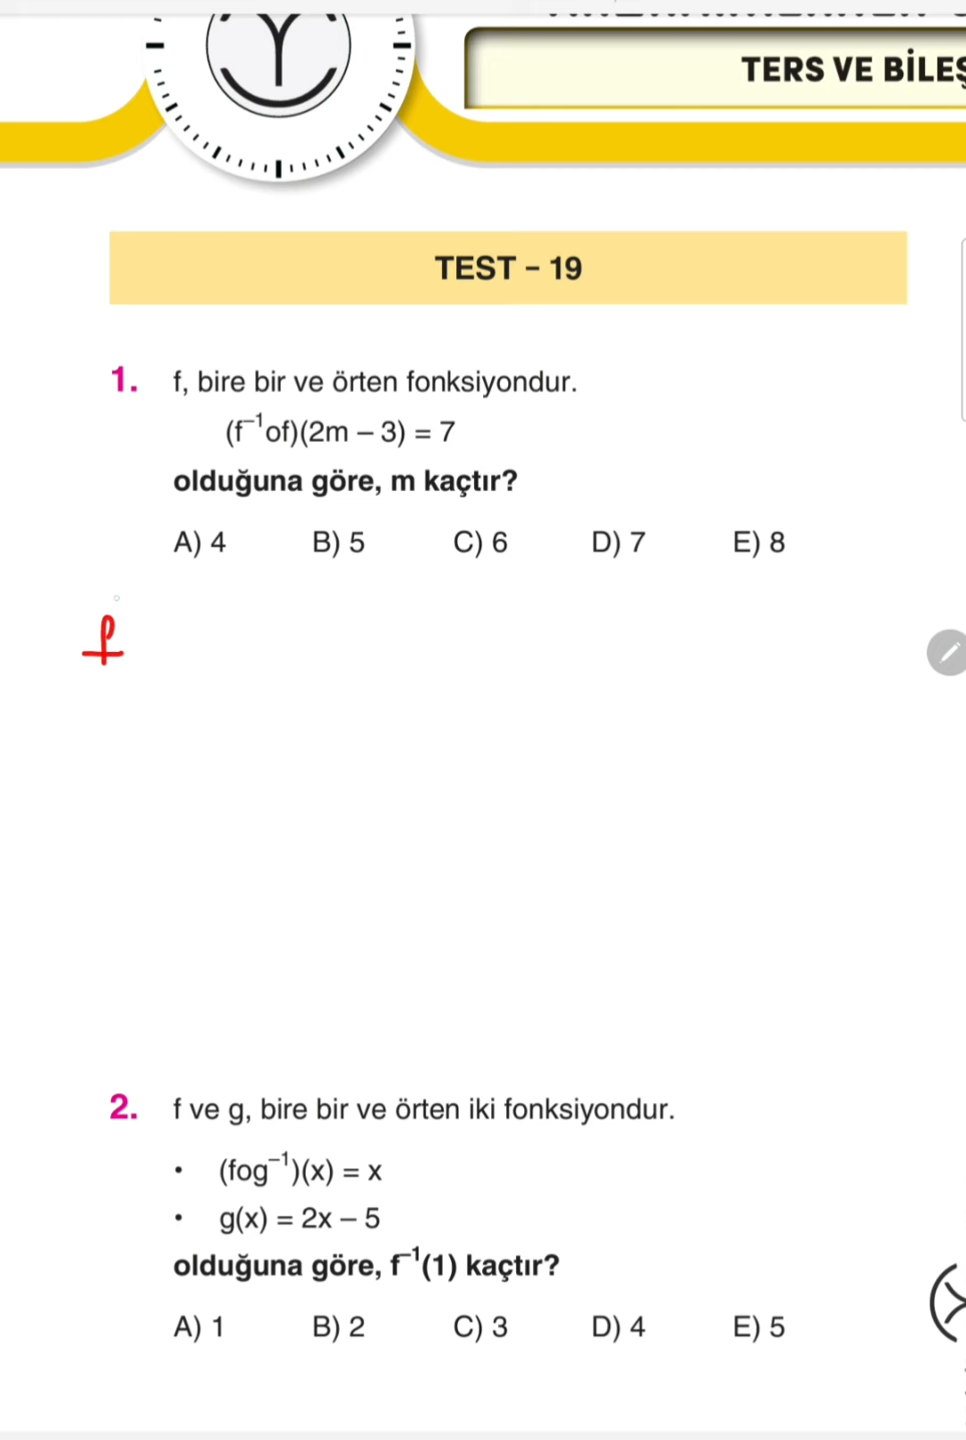 TERS VE BİLEŞ
TEST – 19
1. f, bire bir ve örten fonksiyondur.
(f⁻¹of)(2m – 3) = 7
olduğuna göre, m kaçtır?
A) 4 B) 5 C) 6 D) 7 E) 8
f
2. f ve g, bire bir ve örten iki fonksiyondur.
• (fog⁻¹)(x) = x
• g(x) = 2x – 5
olduğuna göre, f⁻¹(1) kaçtır?
A) 1 B) 2 C) 3 D) 4 E) 5